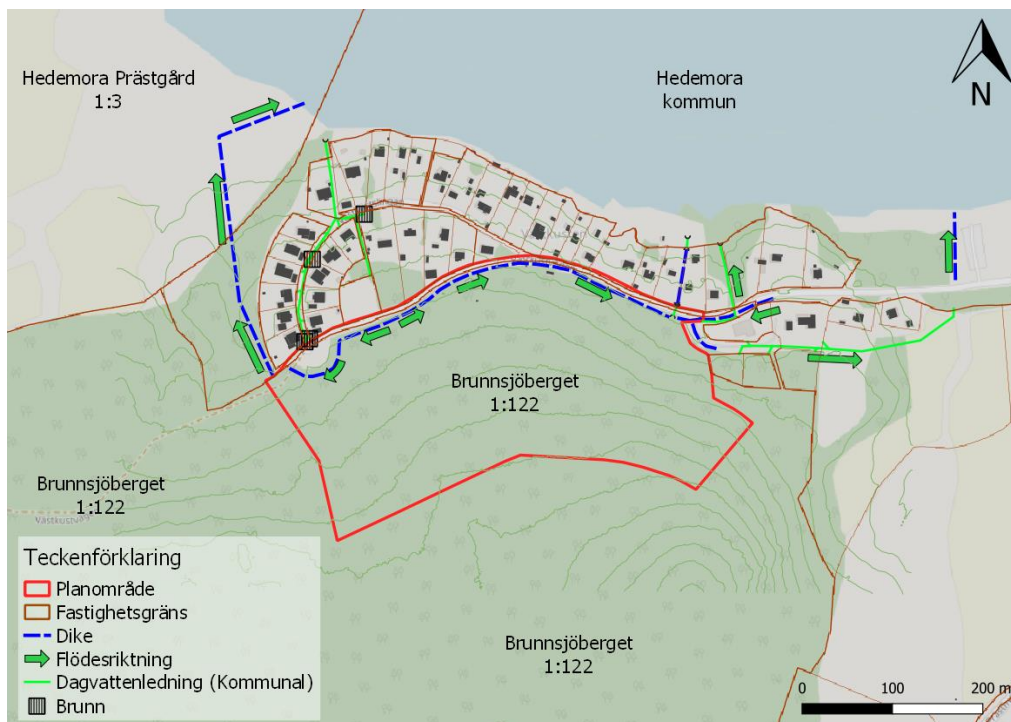 Hedemora Prästgård
1:3
Hedemora
kommun
N
Brunnsjöberget
1:122
Brunnsjöberget
1:122
Brunnsjöberget
1:122
Teckenförklaring
Planområde
Fastighetsgräns
Dike
Flödesriktning
Dagvattenledning (Kommunal)
Brunn
0 100 200 m